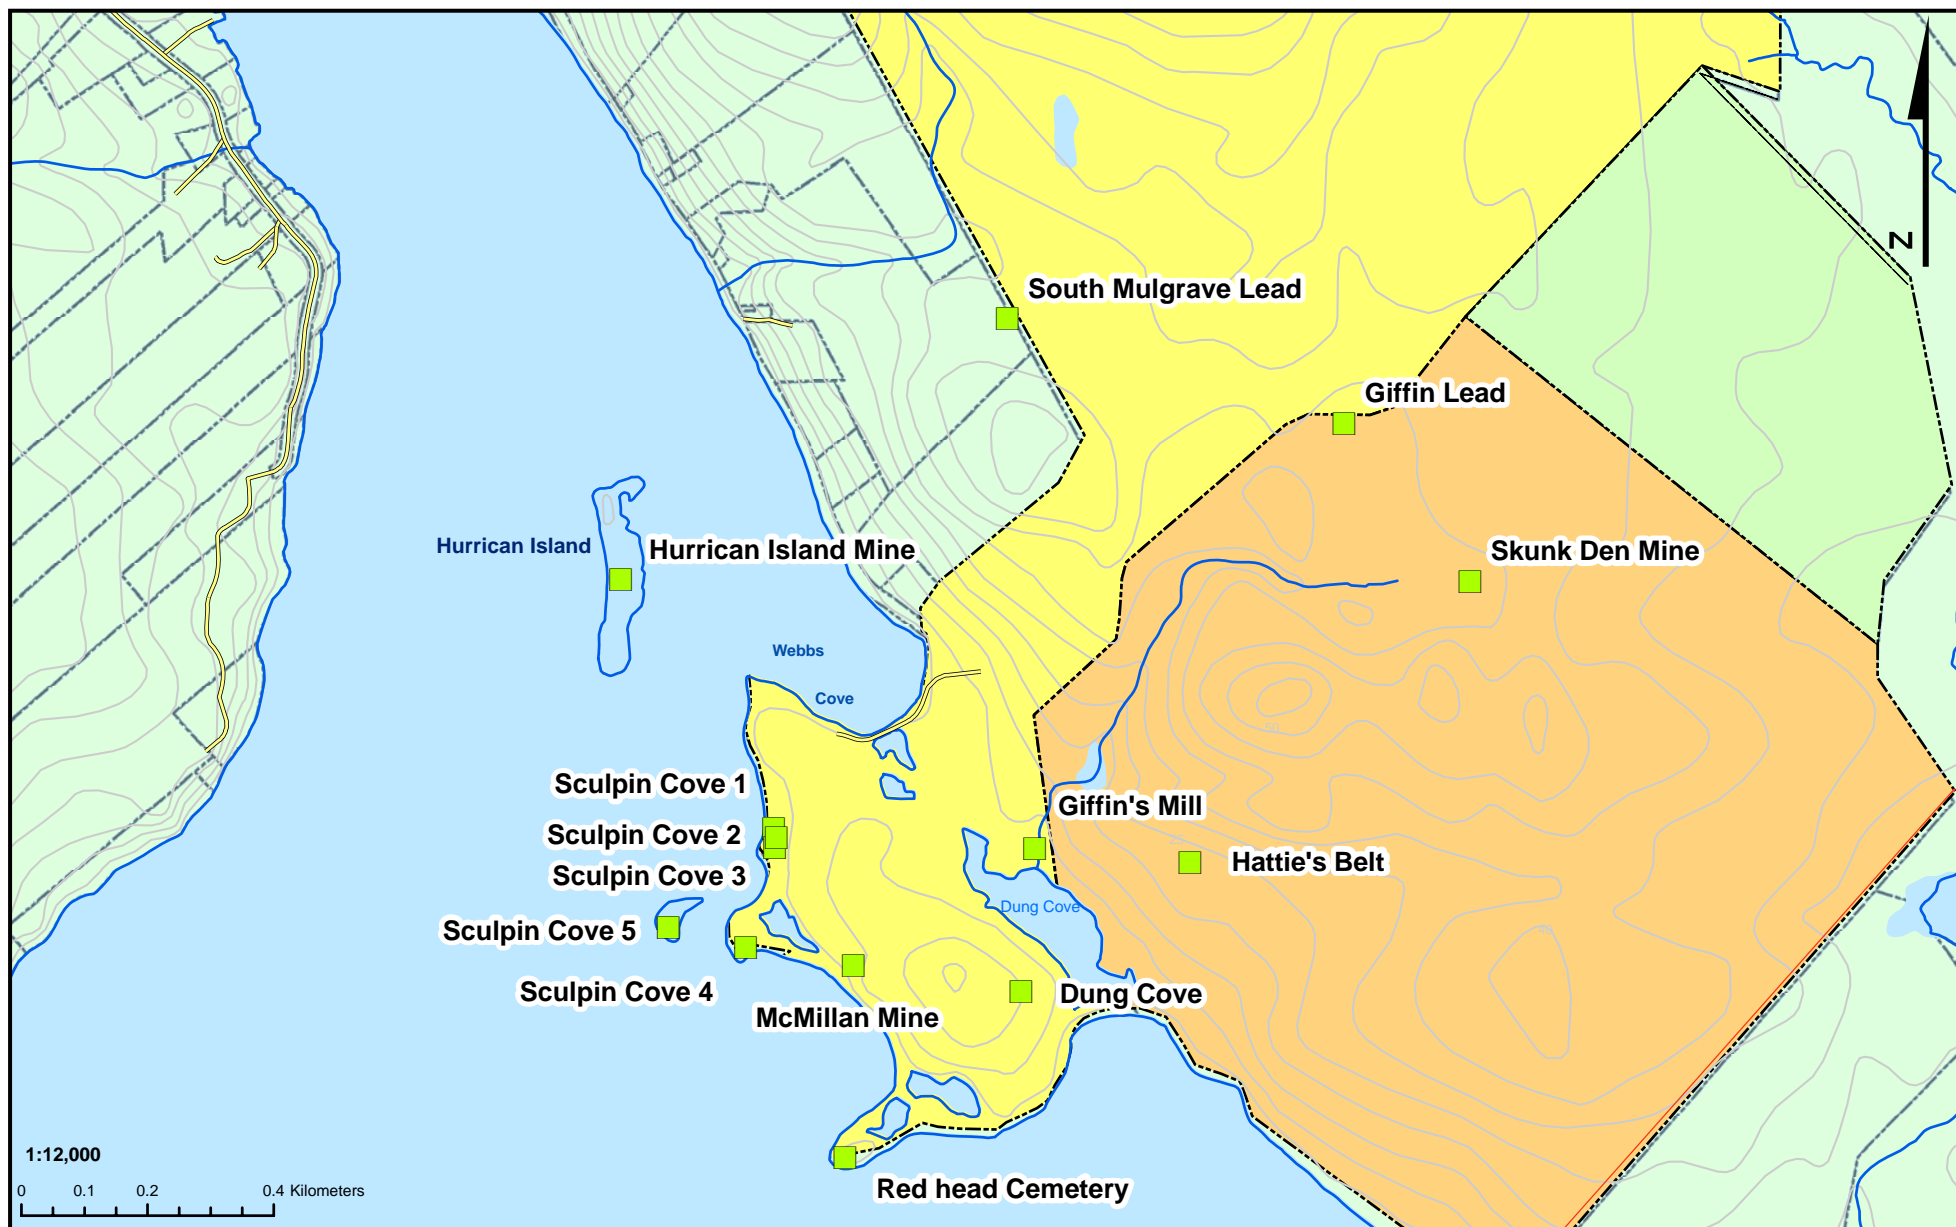 N
South Mulgrave Lead
Giffin Lead
Hurrican Island
Hurrican Island Mine
Skunk Den Mine
Webbs
Cove
50
Sculpin Cove 1
Giffin's Mill
Sculpin Cove 2
Hattie's Belt
Sculpin Cove 3
Dung Cove
Sculpin Cove 5
Sculpin Cove 4
Dung Cove
McMillan Mine
Red head Cemetery
1:12,000
0 0.1 0.2 0.4 Kilometers